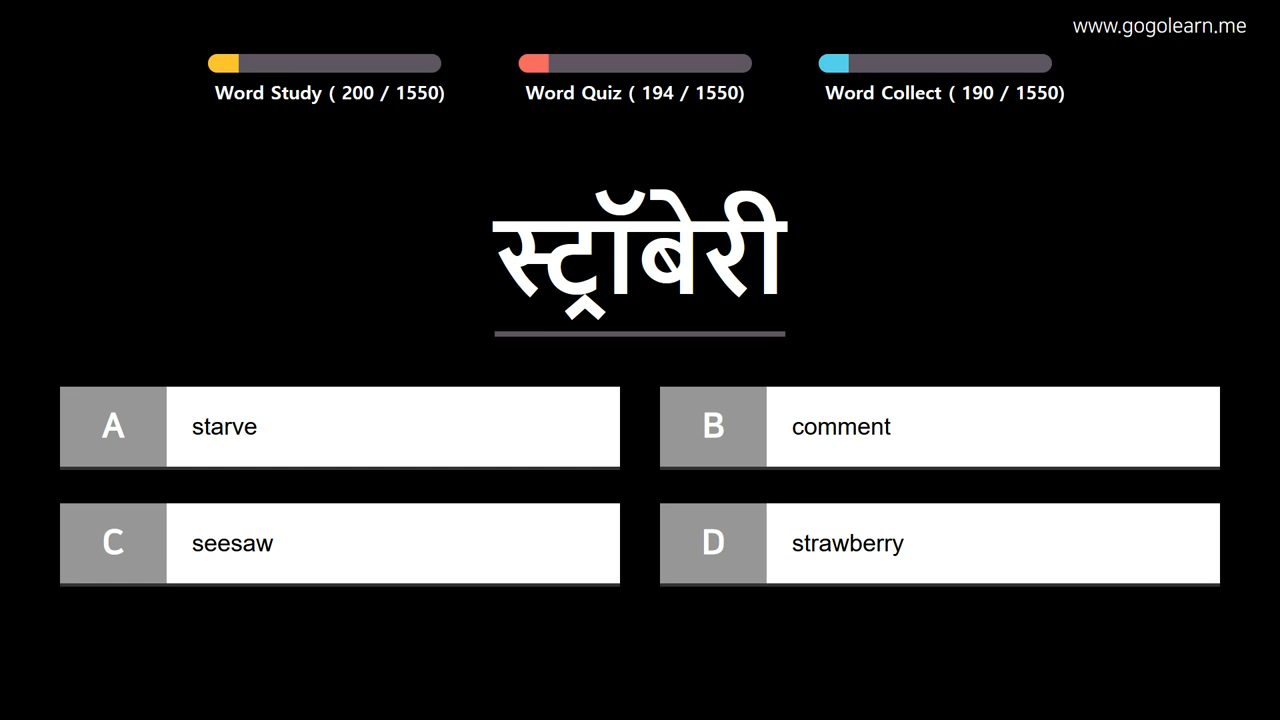 www.gogolearn.me
Word Study ( 200 / 1550)
Word Quiz ( 194 / 1550)
Word Collect ( 190 / 1550)
स्ट्रॉबेरी
A starve
B comment
C seesaw
D strawberry